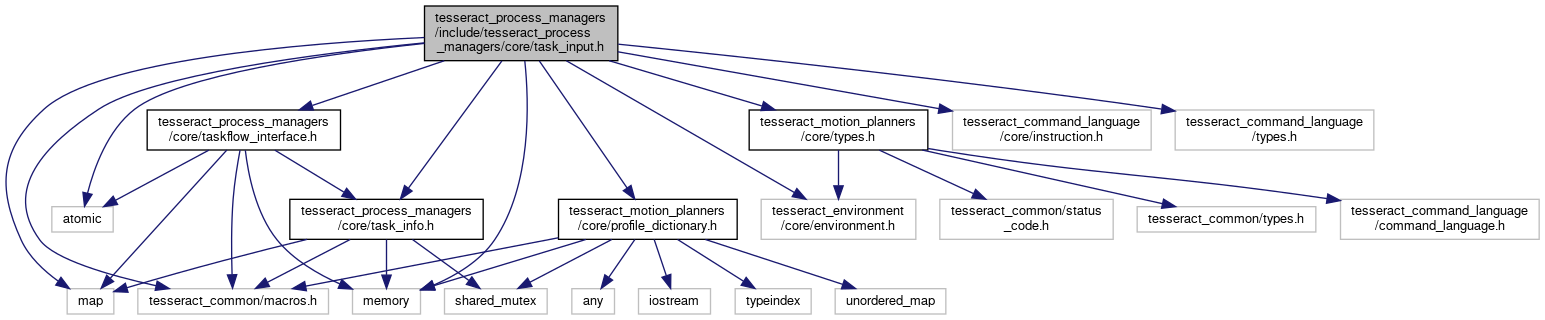 tesseract_process_managers
/include/tesseract_process
_managers/core/task_input.h
tesseract_process_managers
/core/taskflow_interface.h
tesseract_motion_planners
/core/types.h
tesseract_command_language
/core/instruction.h
tesseract_command_language
/types.h
atomic
tesseract_process_managers
/core/task_info.h
tesseract_motion_planners
/core/profile_dictionary.h
tesseract_environment
/core/environment.h
tesseract_common/status
_code.h
tesseract_common/types.h
tesseract_command_language
/command_language.h
map
tesseract_common/macros.h
memory
shared_mutex
any
iostream
typeindex
unordered_map